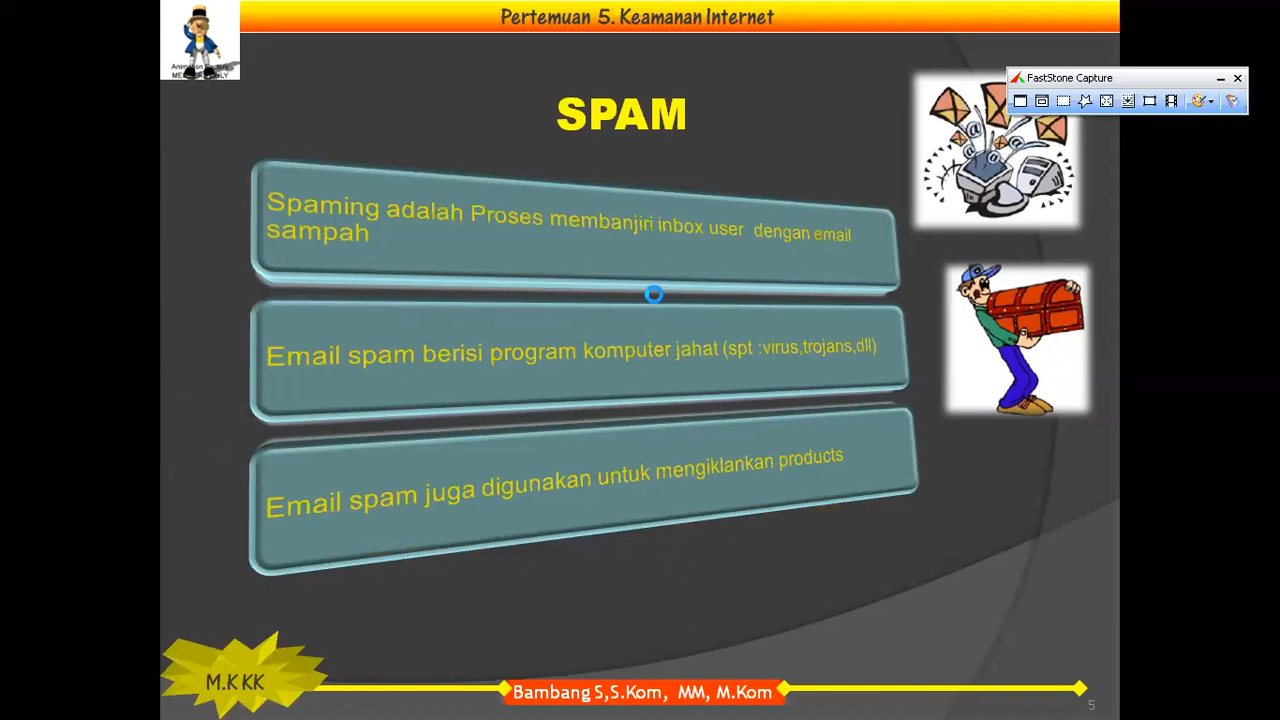 Pertemuan 5. Keamanan Internet
FastStone Capture
SPAM
Spaming adalah Proses membanjiri inbox user dengan email
sampah
Email spam berisi program komputer jahat (spt :virus,trojans,dll)
Email spam juga digunakan untuk mengiklankan products
M.K KK
Bambang S,S.Kom, MM, M.Kom
5